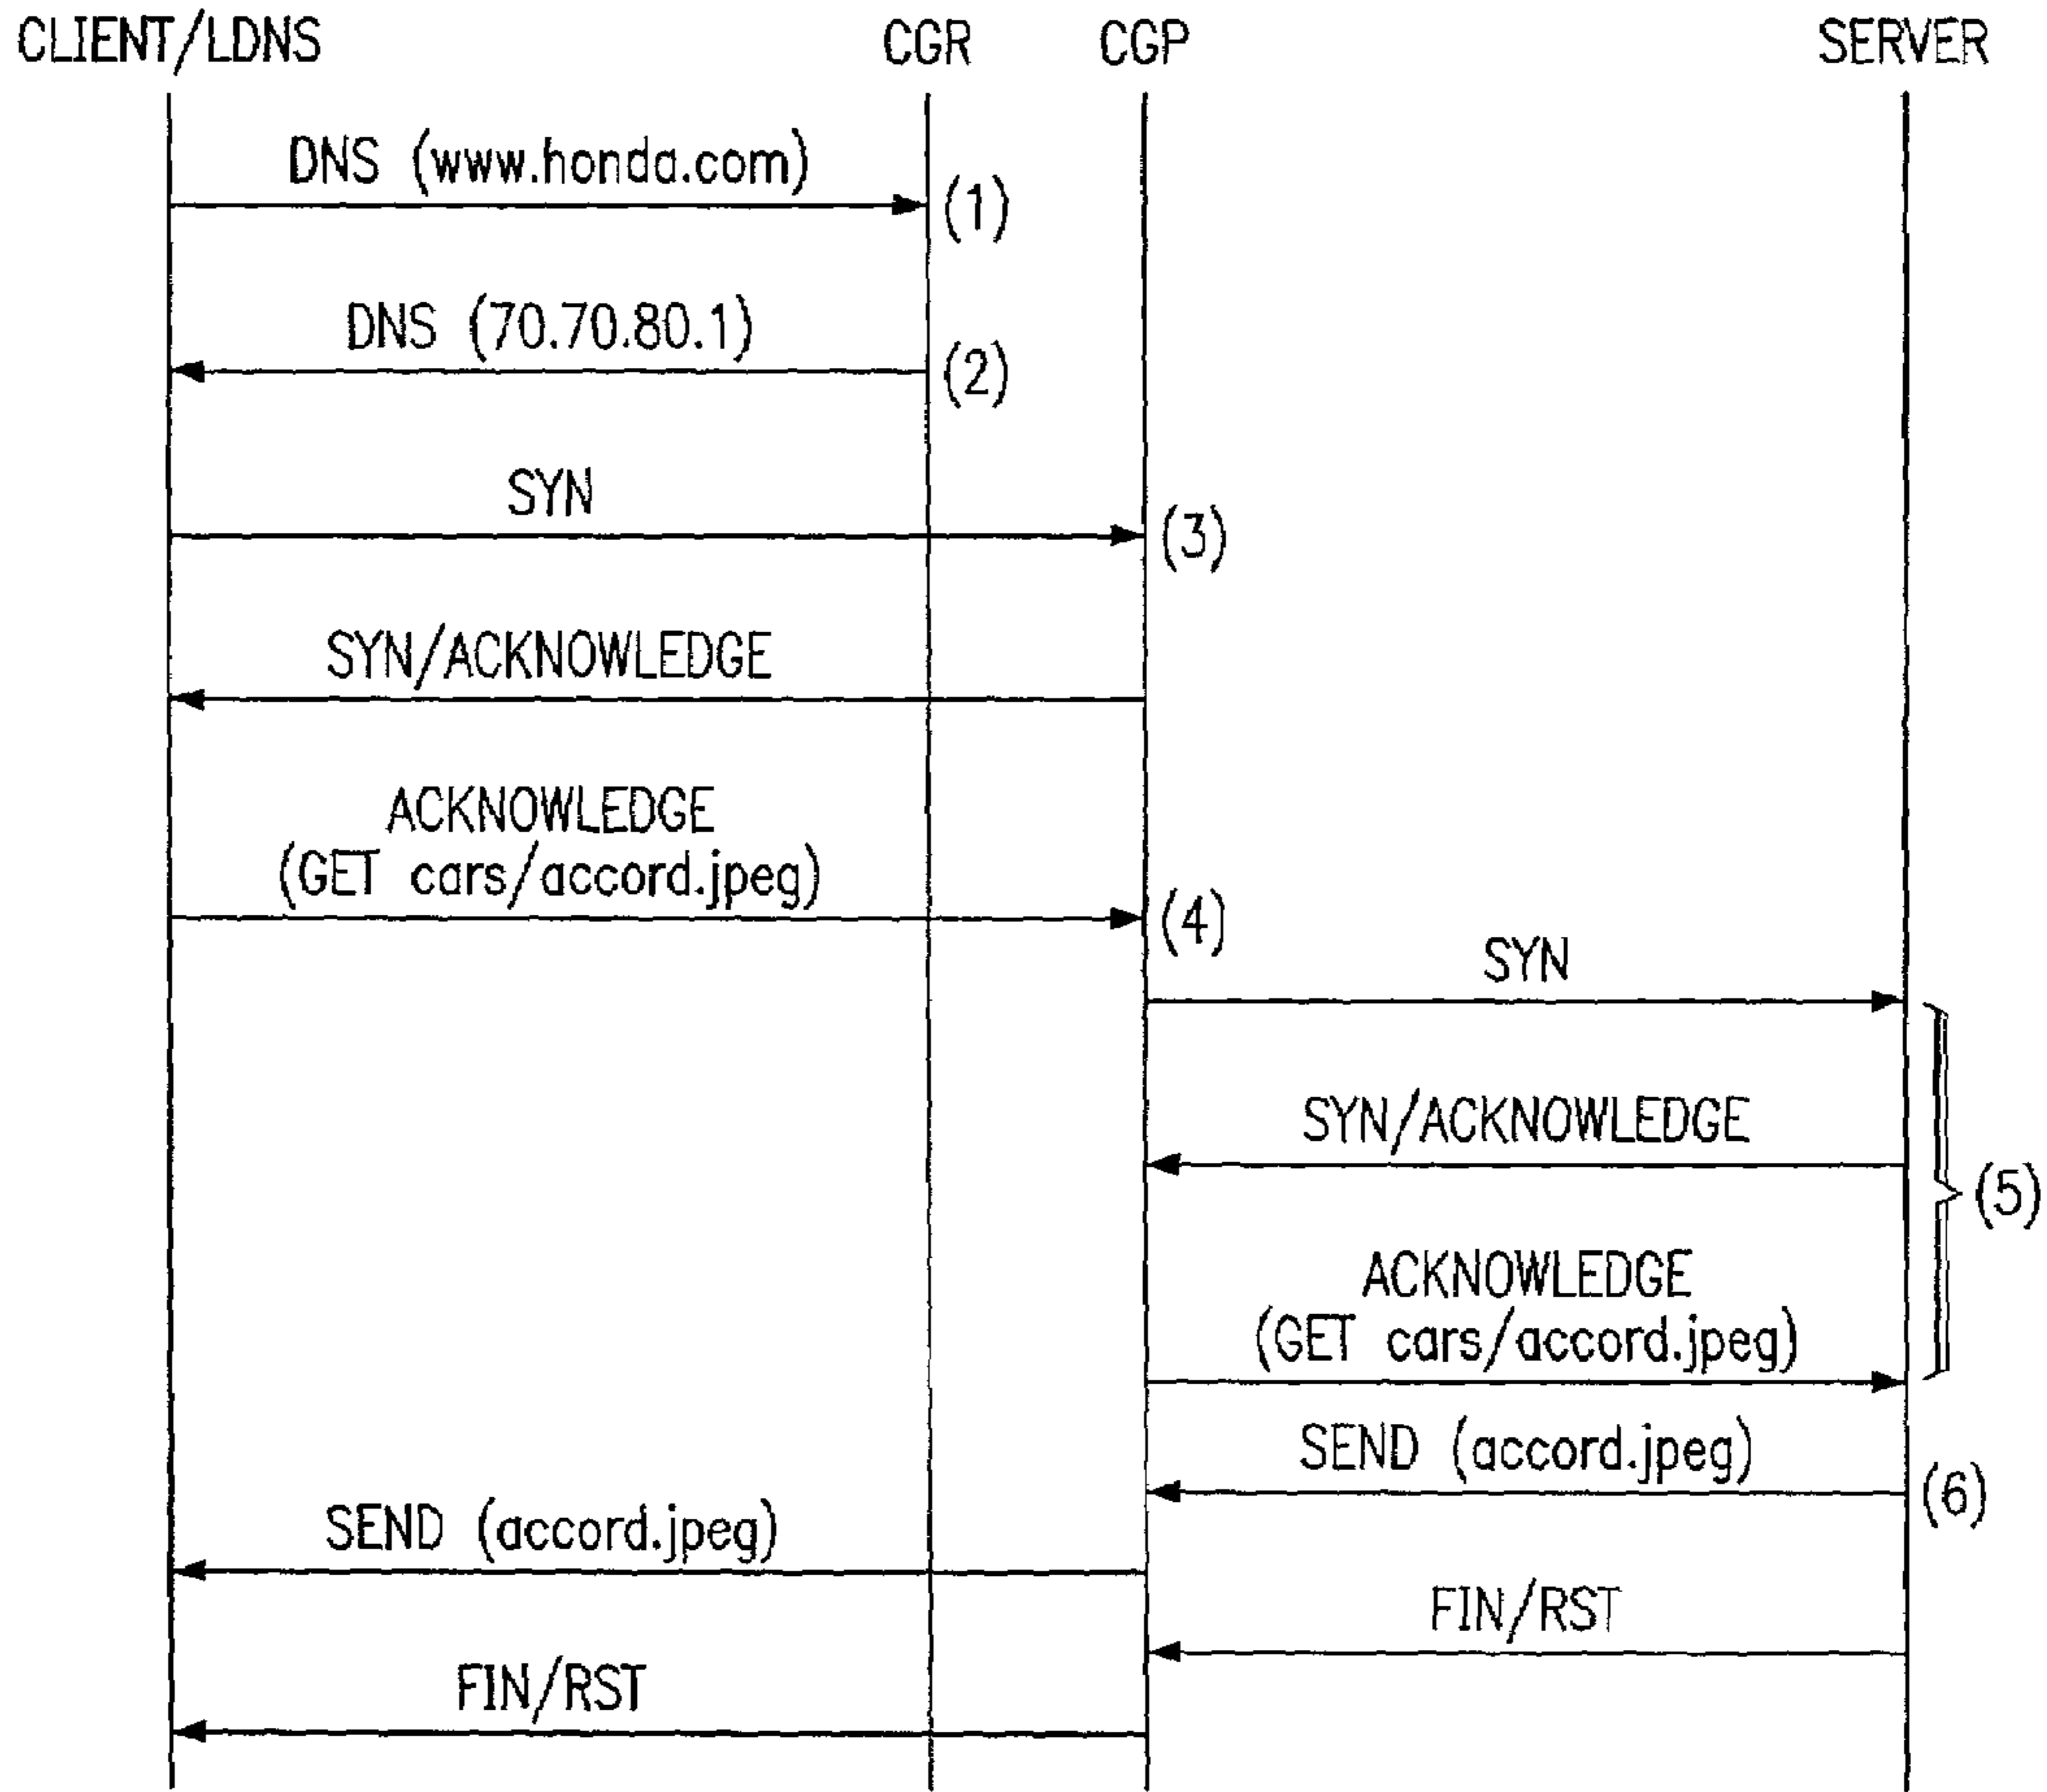 CLIENT/LDNS CGR CGP SERVER
DNS (www.honda.com)
(1)
DNS (70.70.80.1)
(2)
SYN
(3)
SYN/ACKNOWLEDGE
ACKNOWLEDGE
(GET cars/accord.jpeg)
(4)
SYN
SYN/ACKNOWLEDGE
(5)
ACKNOWLEDGE
(GET cars/accord.jpeg)
SEND (accord.jpeg)
(6)
SEND (accord.jpeg)
FIN/RST
FIN/RST